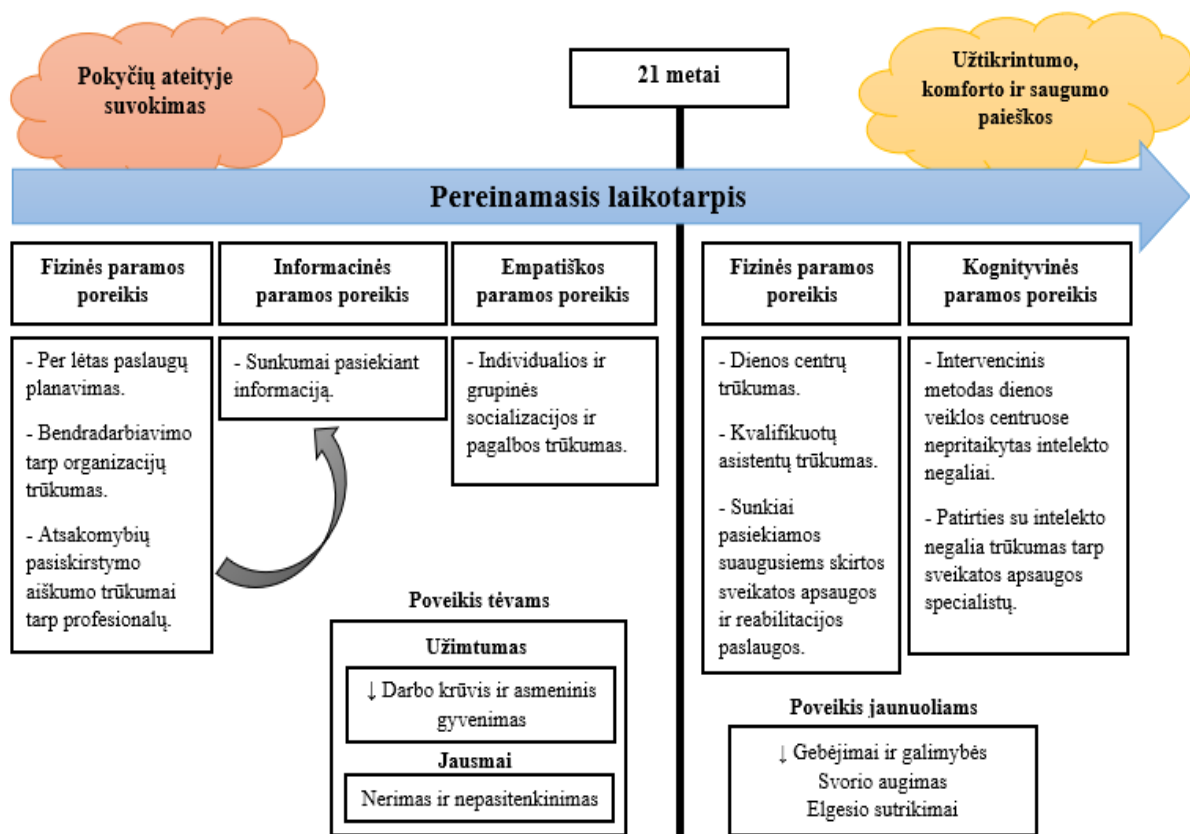 Pokyčių ateityje
suvokimas
21 metai
Užtikrintumo,
komforto ir saugumo
paieškos
Pereinamasis laikotarpis
Fizinės paramos
poreikis
- Per lėtas paslaugų
planavimas.
- Bendradarbiavimo
tarp organizacijų
trūkumas.
- Atsakomybių
pasiskirstymo
aiškumo trūkumai
tarp profesionalų.
Informacinės
paramos poreikis
- Sunkumai pasiekiant
informaciją.
Empatiškos
paramos poreikis
- Individualios ir
grupinės
socializacijos ir
pagalbos trūkumas.
Poveikis tėvams
Užimtumas
↓ Darbo krūvis ir asmeninis
gyvenimas
Jausmai
Nerimas ir nepasitenkinimas
Fizinės paramos
poreikis
- Dienos centrų
trūkumas.
- Kvalifikuotų
asistentų trūkumas.
- Sunkiai
pasiekiamos
suaugusiems skirtos
sveikatos apsaugos
ir reabilitacijos
paslaugos.
Kognityvinės
paramos poreikis
- Intervencinis
metodas dienos
veiklos centruose
nepritaikytas intelekto
negaliai.
- Patirties su intelekto
negalia trūkumas tarp
sveikatos apsaugos
specialistų.
Poveikis jaunuoliams
↓ Gebėjimai ir galimybės
Svorio augimas
Elgesio sutrikimai